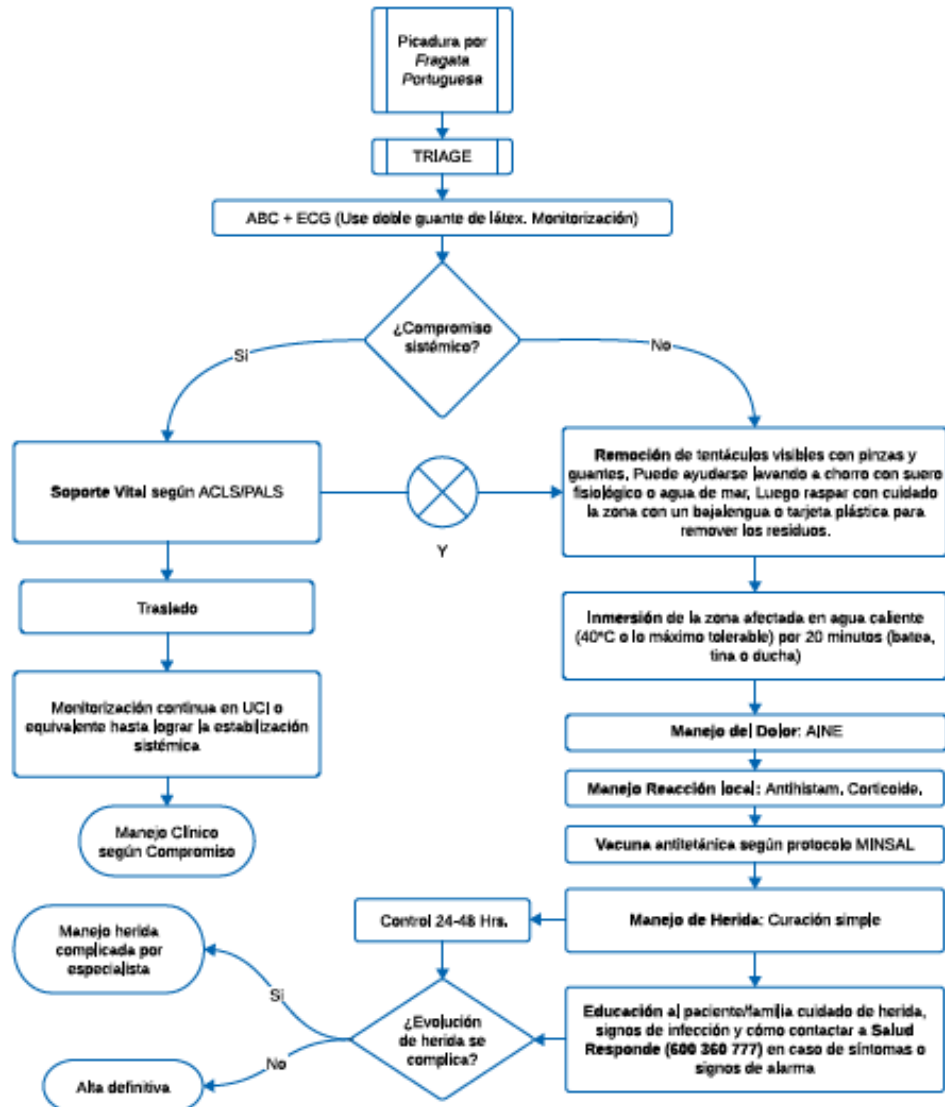 Picadura por
Fragata
Portuguesa
TRIAGE
ABC + ECG (Use doble guante de látex. Monitorización)
¿Compromiso
sistémico?
Sí
No
Soporte Vital según ACLS/PALS
Y
Remoción de tentáculos visibles con pinzas y
guantes, Puede ayudarse lavando a chorro con suero
fisiológico o agua de mar, Luego raspar con cuidado
la zona con un bajalengua o tarjeta plástica para
remover los residuos.
Traslado
Inmersión de la zona afectada en agua caliente
(40ºC o lo máximo tolerable) por 20 minutos (batea,
tina o ducha)
Monitorización continua en UCI o
equivalente hasta lograr la estabilización
sistémica
Manejo del Dolor: AINE
Manejo Reacción local: Antihistam, Corticoide,
Manejo Clínico
según Compromiso
Vacuna antitetánica según protocolo MINSAL
Control 24-48 Hrs.
Manejo de Herida: Curación simple
Manejo herida
complicada por
especialista
Sí
¿Evolución
de herida se
complica?
Educación al paciente/familia cuidado de herida,
signos de infección y cómo contactar a Salud
Responde (600 360 777) en caso de síntomas o
signos de alarma
No
Alta definitiva